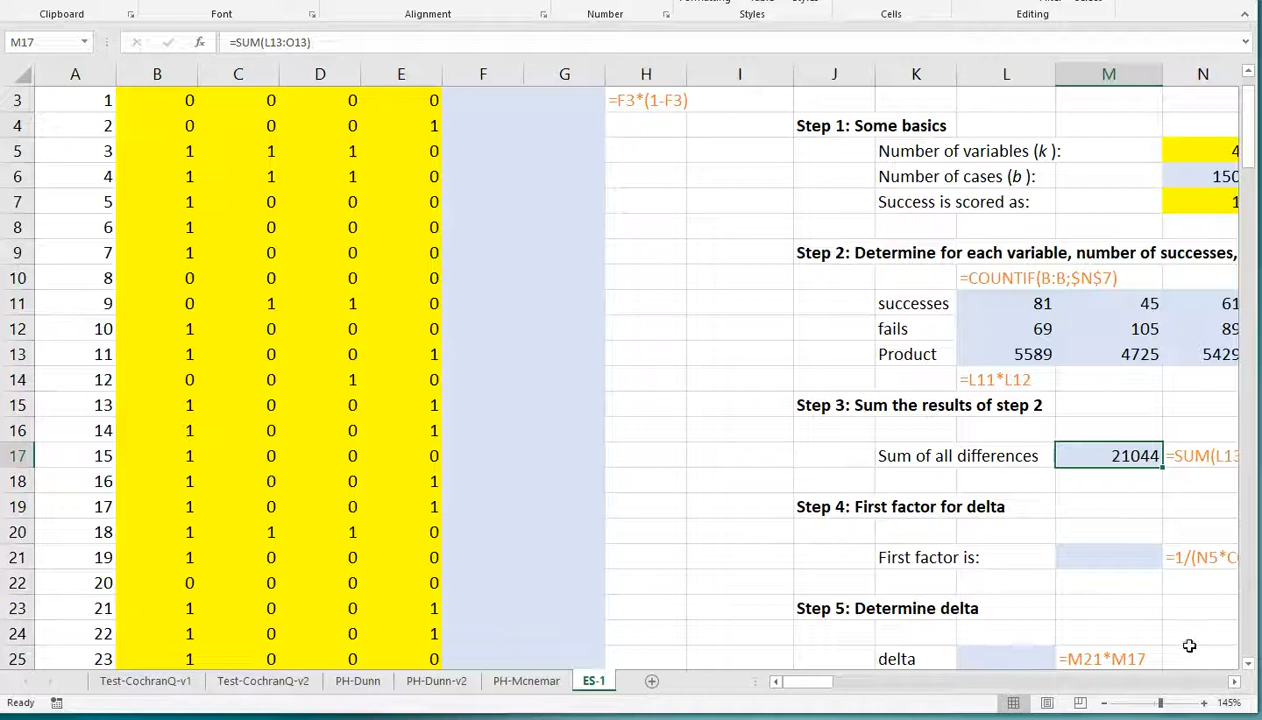 Clipboard Font Alignment Number Styles Cells Editing
M17 fx =SUM(L13:O13)
A B C D E F G H I J K L M N
3 1 0 0 0 0 =F3*(1-F3)
4 2 0 0 0 1 Step 1: Some basics
5 3 1 1 1 0 Number of variables (k ): 4
6 4 1 1 1 0 Number of cases (b ): 150
7 5 1 0 0 0 Success is scored as: 1
8 6 1 0 0 0
9 7 1 0 0 0 Step 2: Determine for each variable, number of successes,
10 8 0 0 0 0 =COUNTIF(B:B;$N$7)
11 9 0 1 1 0 successes 81 45 61
12 10 1 0 0 0 fails 69 105 89
13 11 1 0 0 1 Product 5589 4725 5429
14 12 0 0 1 0 =L11*L12
15 13 1 0 0 1 Step 3: Sum the results of step 2
16 14 1 0 0 1
17 15 1 0 0 0 Sum of all differences 21044 =SUM(L13
18 16 1 0 0 1
19 17 1 0 0 1 Step 4: First factor for delta
20 18 1 1 1 0
21 19 1 0 0 0 First factor is: =1/(N5*C
22 20 0 0 0 0
23 21 1 0 0 1 Step 5: Determine delta
24 22 1 0 0 1
25 23 1 0 0 0 delta =M21*M17
Test-CochranQ-v1 Test-CochranQ-v2 PH-Dunn PH-Dunn-v2 PH-Mcnemar ES-1
Ready 145%